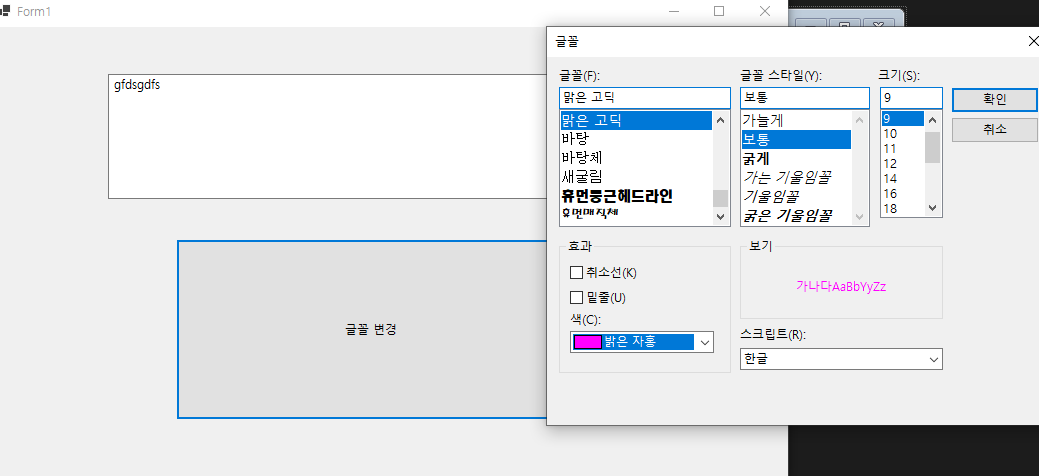 Form1
gfdsgdfs
글꼴 변경
글꼴
글꼴(F):
맑은 고딕
맑은 고딕
바탕
바탕체
새굴림
휴먼둥근헤드라인
휴먼매직체
글꼴 스타일(Y):
보통
가늘게
보통
굵게
가는 기울임꼴
기울임꼴
굵은 기울임꼴
크기(S):
9
9
10
11
12
14
16
18
확인
취소
효과
취소선(K)
밑줄(U)
색(C):
밝은 자홍
보기
가나다AaBbYyZz
스크립트(R):
한글